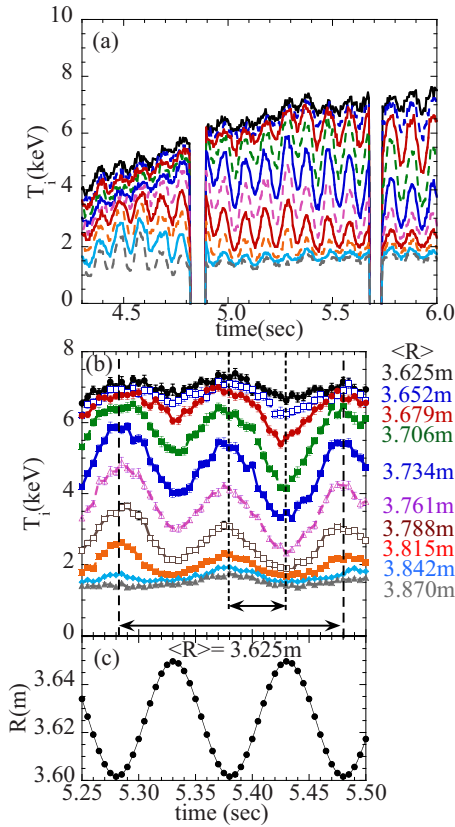 (a)
10
8
6
4
2
0
T_i(keV)
4.5 5.0 5.5 6.0
time(sec)
(b)
8
6
4
2
0
T_i(keV)
<R>
3.625m
3.652m
3.679m
3.706m
3.734m
3.761m
3.788m
3.815m
3.842m
3.870m
(c)
<R>= 3.625m
3.64
3.62
3.60
R(m)
5.25 5.30 5.35 5.40 5.45 5.50
time (sec)